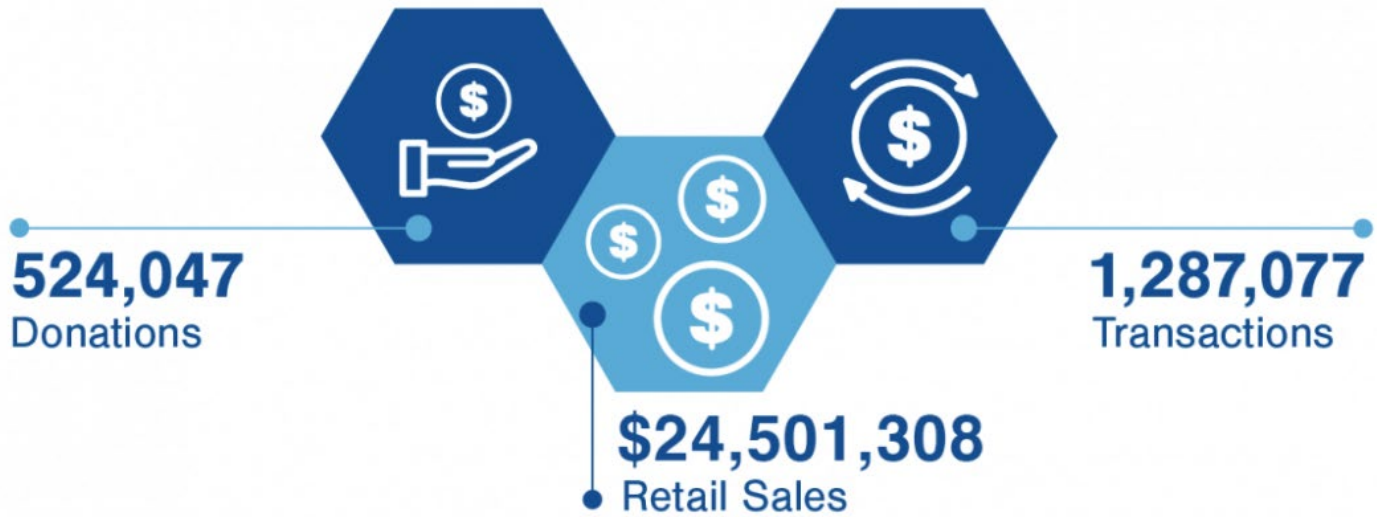 $
$
$
$
$
524,047
Donations
1,287,077
Transactions
$24,501,308
Retail Sales